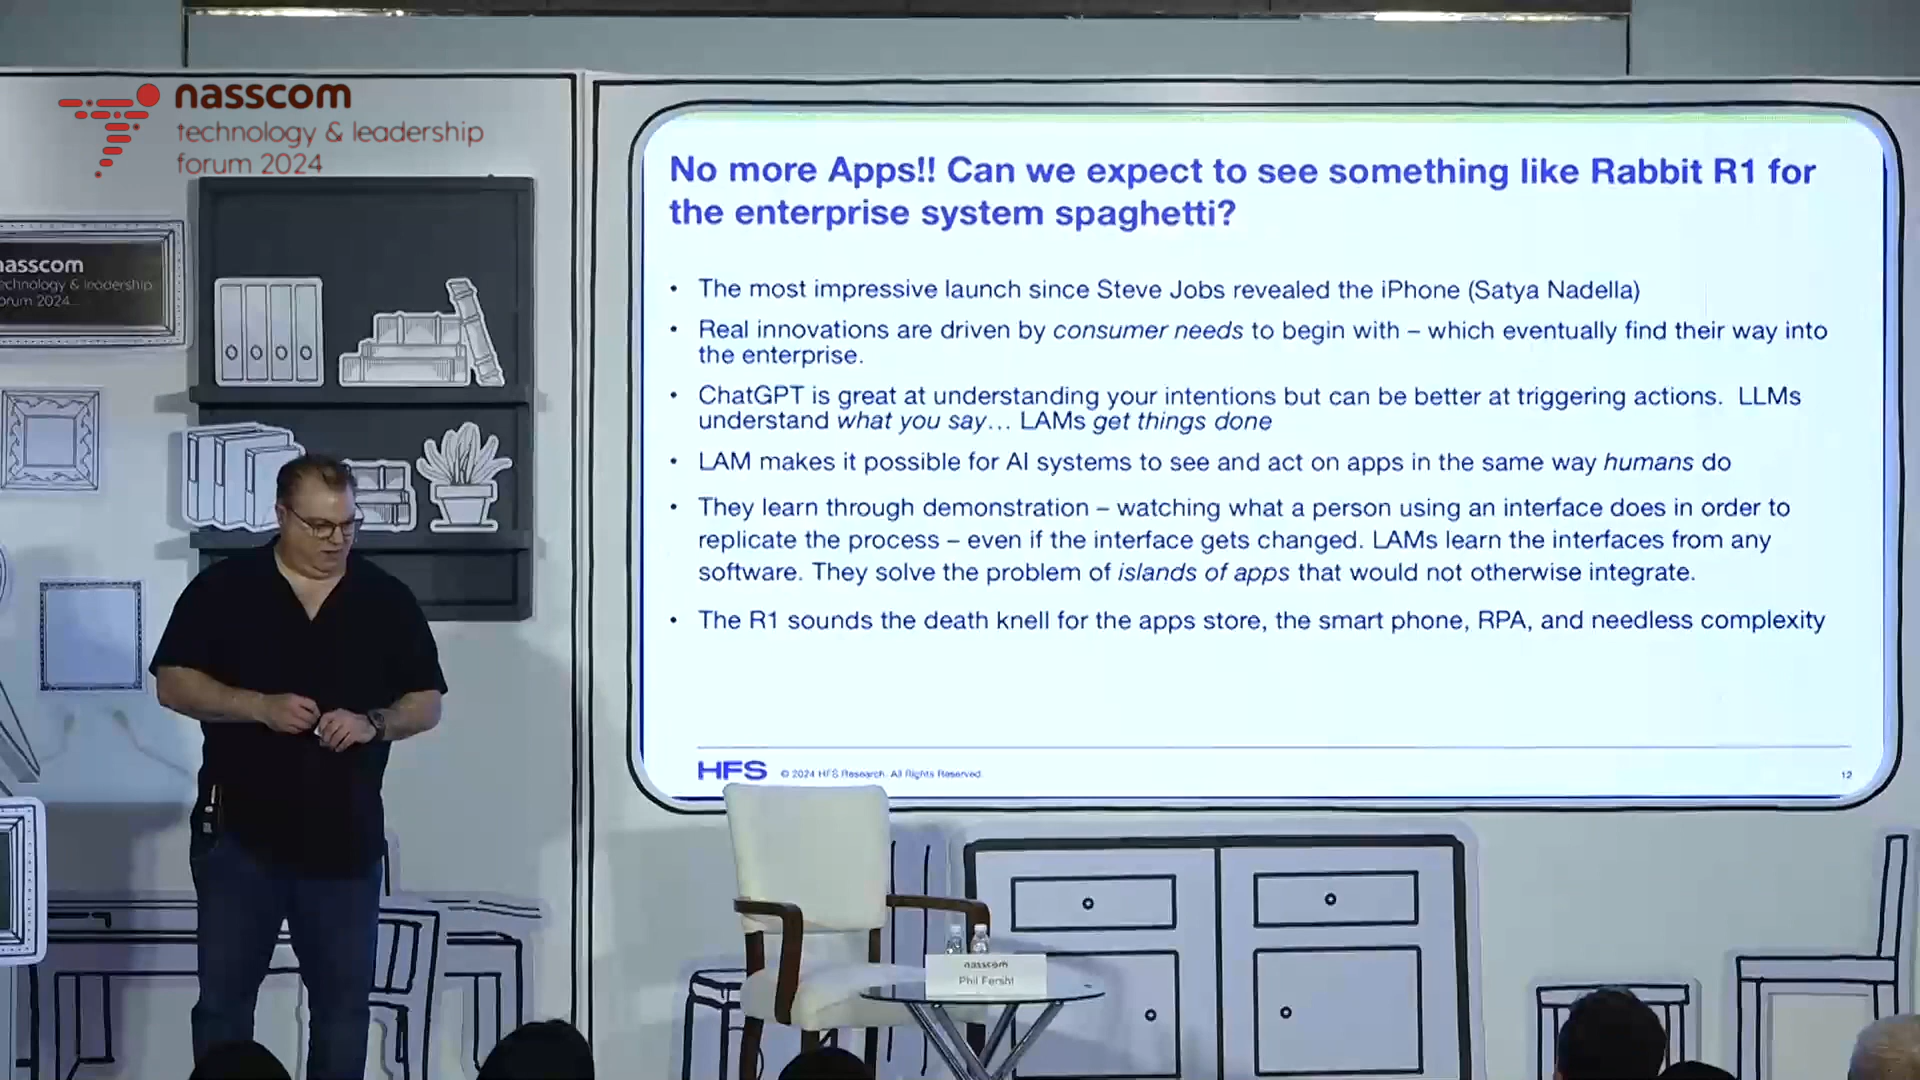 nasscom
technology & leadership
forum 2024
nasscom
technology & leadership
forum 2024
No more Apps!! Can we expect to see something like Rabbit R1 for
the enterprise system spaghetti?
• The most impressive launch since Steve Jobs revealed the iPhone (Satya Nadella)
• Real innovations are driven by consumer needs to begin with – which eventually find their way into
the enterprise.
• ChatGPT is great at understanding your intentions but can be better at triggering actions. LLMs
understand what you say… LAMs get things done
• LAM makes it possible for AI systems to see and act on apps in the same way humans do
• They learn through demonstration – watching what a person using an interface does in order to
replicate the process – even if the interface gets changed. LAMs learn the interfaces from any
software. They solve the problem of islands of apps that would not otherwise integrate.
• The R1 sounds the death knell for the apps store, the smart phone, RPA, and needless complexity
HFS © 2024 HFS Research. All Rights Reserved. 12
nasscom
Phil Fersht